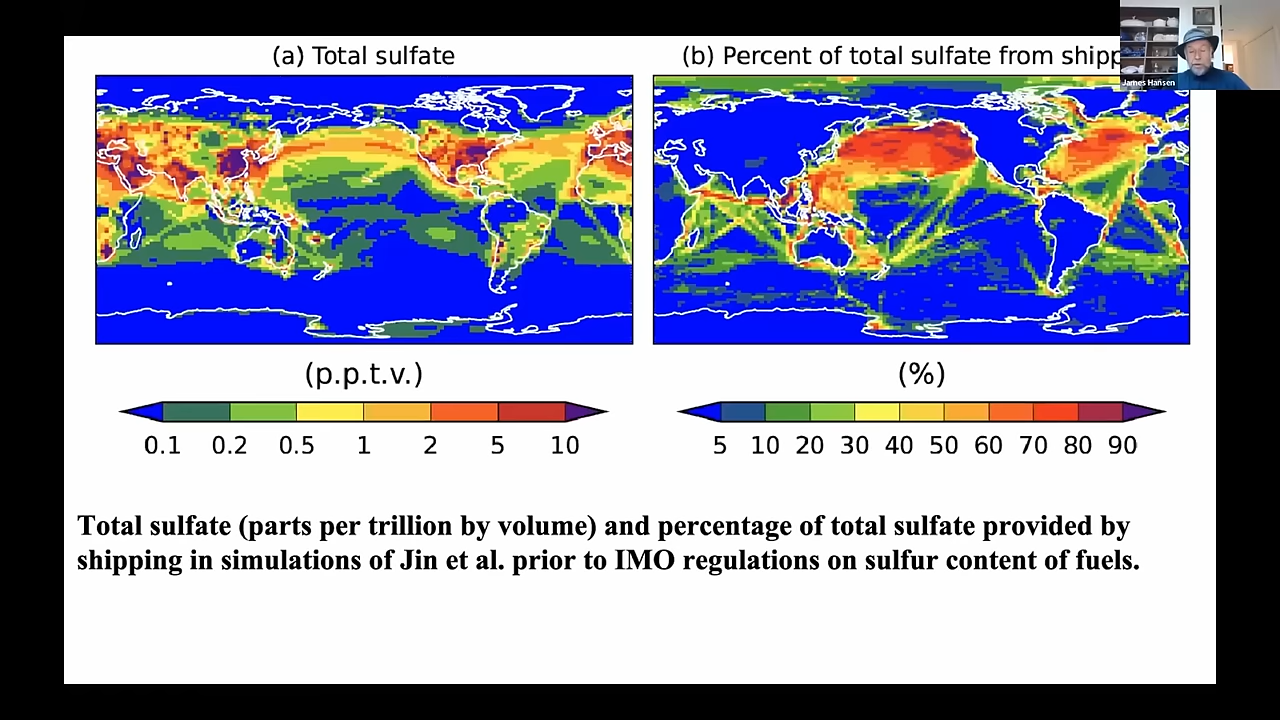 (a) Total sulfate
(b) Percent of total sulfate from shipp
James Hansen
(p.p.t.v.)
(%)
0.1 0.2 0.5 1 2 5 10
5 10 20 30 40 50 60 70 80 90
Total sulfate (parts per trillion by volume) and percentage of total sulfate provided by
shipping in simulations of Jin et al. prior to IMO regulations on sulfur content of fuels.